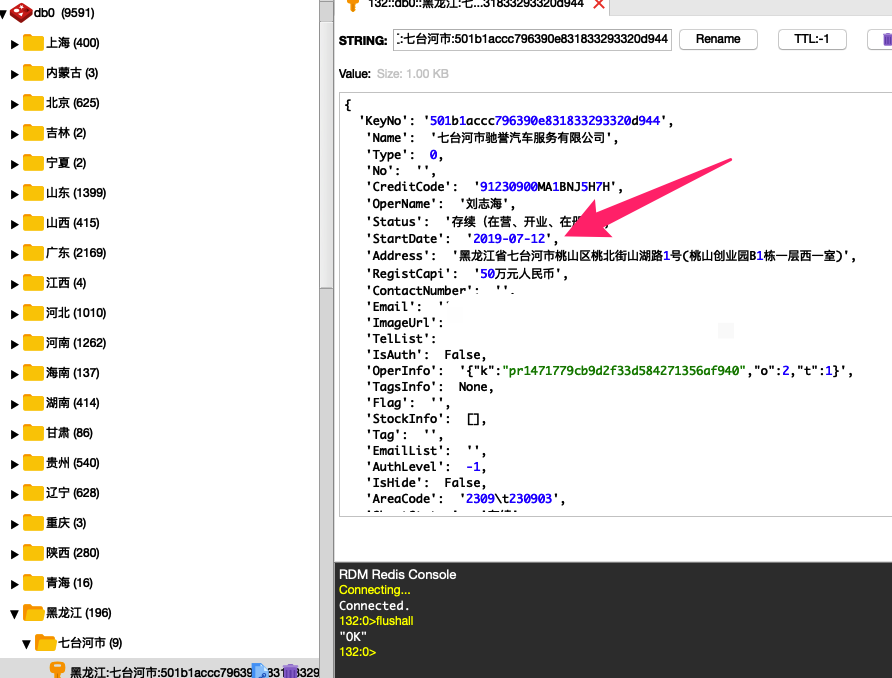 db0 (9591)
上海 (400)
内蒙古 (3)
北京 (625)
吉林 (2)
宁夏 (2)
山东 (1399)
山西 (415)
广东 (2169)
江西 (4)
河北 (1010)
河南 (1262)
海南 (137)
湖南 (414)
甘肃 (86)
贵州 (540)
辽宁 (628)
重庆 (3)
陕西 (280)
青海 (16)
黑龙江 (196)
七台河市 (9)
黑龙江:七台河市:501b1accc79639
329
132::db0::黑龙江:七...31833293320d944
STRING: :七台河市:501b1accc796390e831833293320d944 Rename TTL:-1
Value: Size: 1.00 KB
{
'KeyNo': '501b1accc796390e831833293320d944',
'Name': '七台河市驰誉汽车服务有限公司',
'Type': 0,
'No': '',
'CreditCode': '91230900MA1BNJ5H7H',
'OperName': '刘志海',
'Status': '存续（在营、开业、在
'StartDate': '2019-07-12',
'Address': '黑龙江省七台河市桃山区桃北街山湖路1号(桃山创业园B1栋一层西一室)',
'RegistCapi': '50万元人民币',
'ContactNumber': '',
'Email': '
'ImageUrl':
'TelList':
'IsAuth': False,
'OperInfo': '{"k":"pr1471779cb9d2f33d584271356af940","o":2,"t":1}',
'TagsInfo': None,
'Flag': '',
'StockInfo': [],
'Tag': '',
'EmailList': '',
'AuthLevel': -1,
'IsHide': False,
'AreaCode': '2309\t230903',
RDM Redis Console
Connecting...
Connected.
132:0>flushall
"OK"
132:0>